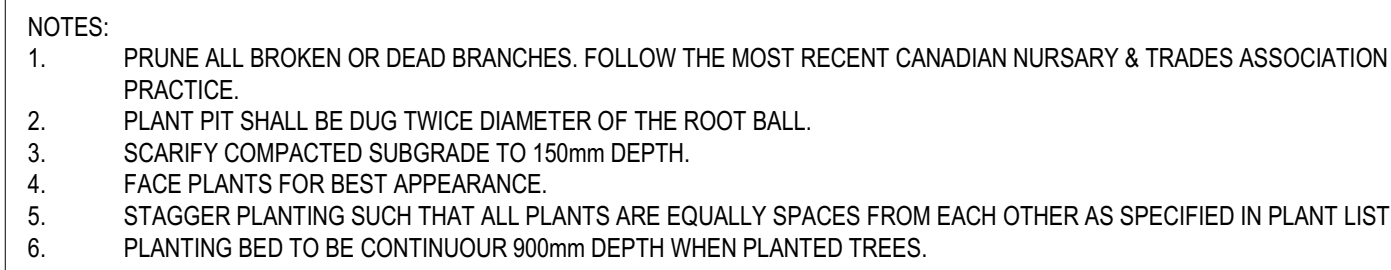 NOTES:
1. PRUNE ALL BROKEN OR DEAD BRANCHES. FOLLOW THE MOST RECENT CANADIAN NURSARY & TRADES ASSOCIATION
PRACTICE.
2. PLANT PIT SHALL BE DUG TWICE DIAMETER OF THE ROOT BALL.
3. SCARIFY COMPACTED SUBGRADE TO 150mm DEPTH.
4. FACE PLANTS FOR BEST APPEARANCE.
5. STAGGER PLANTING SUCH THAT ALL PLANTS ARE EQUALLY SPACES FROM EACH OTHER AS SPECIFIED IN PLANT LIST
6. PLANTING BED TO BE CONTINUOUR 900mm DEPTH WHEN PLANTED TREES.